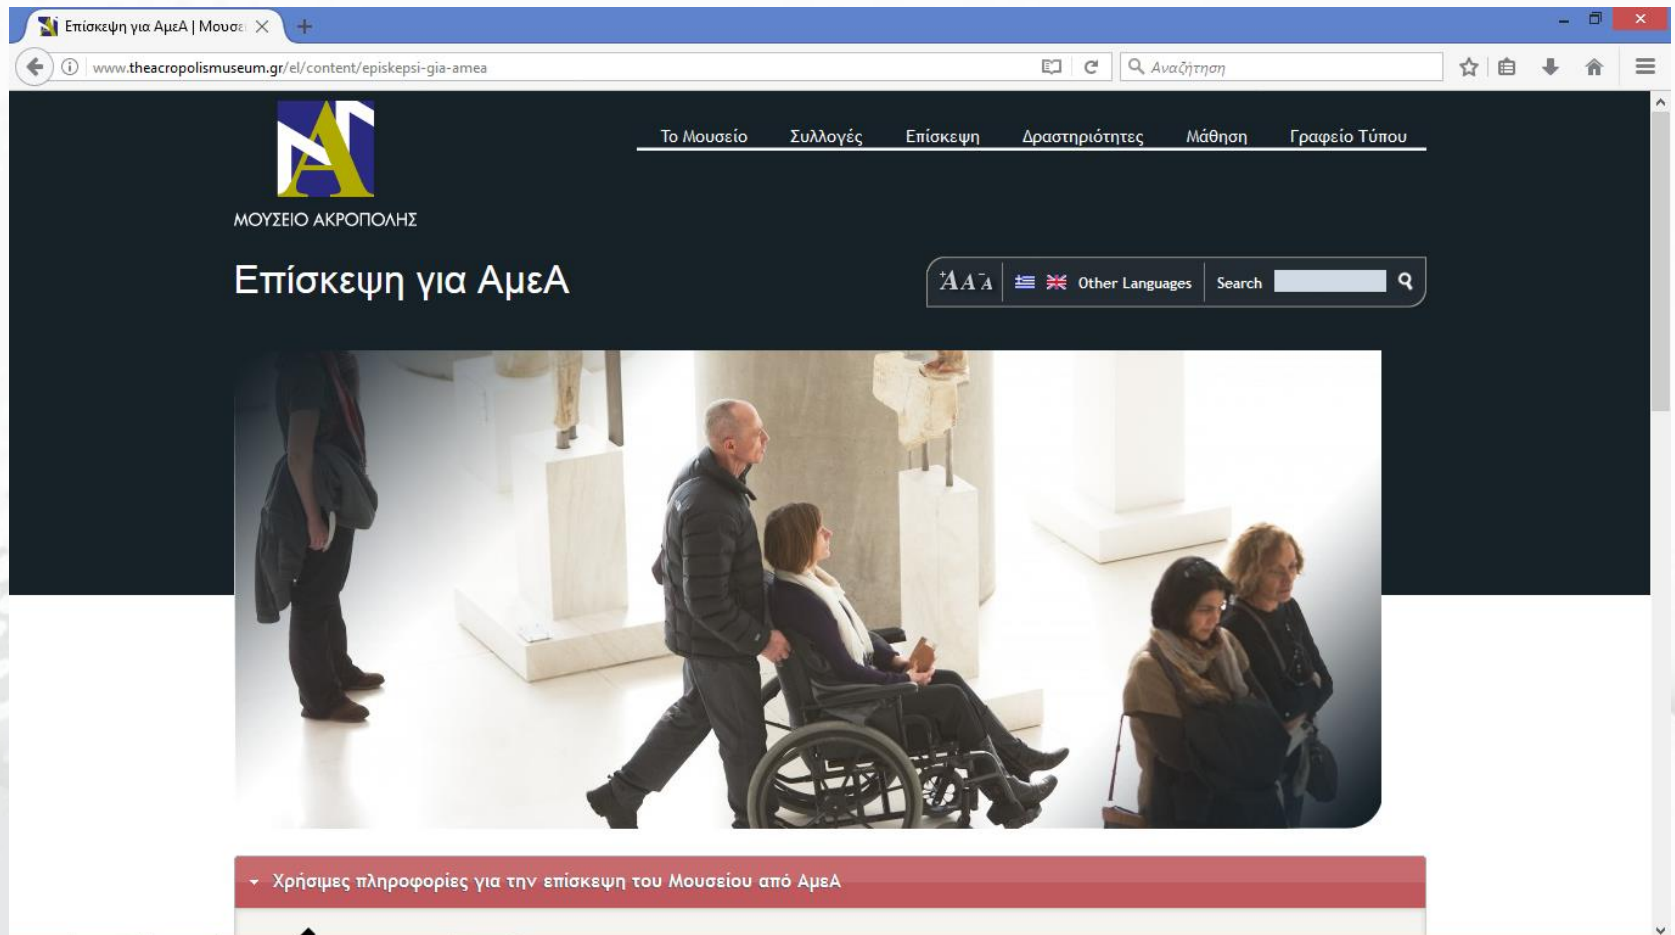 Επίσκεψη για ΑμεΑ | Μουσε
www.theacropolismuseum.gr/el/content/episkepsi-gia-amea
Αναζήτηση
Το Μουσείο Συλλογές Επίσκεψη Δραστηριότητες Μάθηση Γραφείο Τύπου
ΜΟΥΣΕΙΟ ΑΚΡΟΠΟΛΗΣ
Επίσκεψη για ΑμεΑ
+A A -A Other Languages Search
Χρήσιμες πληροφορίες για την επίσκεψη του Μουσείου από ΑμεΑ